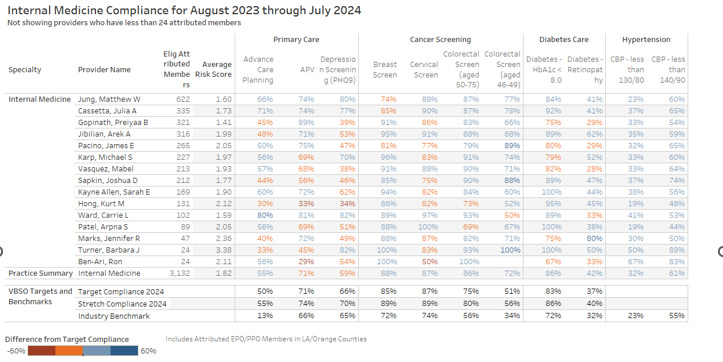 Internal Medicine Compliance for August 2023 through July 2024
Not showing providers who have less than 24 attributed members
Primary Care Cancer Screening Diabetes Care Hypertension
Specialty Provider Name Elig Att ributed Membe rs Average Risk Score Advance Care Planning APV Depressio n Screenin g (PHQ9) Breast Screen Cervical Screen Colorectal Screen (aged 50-75) Colorectal Screen (aged 46-49) Diabetes - HbA1c < 8.0 Diabetes - Retinopat hy CBP - less than 130/80 CBP - less than 140/90
Internal Medicine Jung, Matthew W 622 1.60 66% 74% 80% 74% 88% 87% 77% 84% 41% 23% 60%
Cassetta, Julia A 335 1.73 71% 74% 77% 85% 90% 87% 78% 92% 41% 37% 65%
Gopinath, Preiyaa B 321 1.41 45% 89% 39% 86% 91% 83% 66% 75% 29% 33% 54%
Jibilian, Arek A 316 1.99 48% 71% 53% 95% 91% 88% 68% 89% 62% 35% 59%
Pacino, James E 265 2.05 50% 75% 47% 81% 77% 79% 63% 80% 29% 32% 65%
Karp, Michael S 227 1.97 56% 69% 70% 96% 83% 91% 74% 79% 52% 33% 60%
Vasquez, Mabel 213 1.93 57% 68% 38% 91% 88% 90% 71% 82% 28% 33% 64%
Sapkin, Joshua D 212 1.77 44% 56% 46% 85% 75% 90% 88% 89% 47% 37% 74%
Kayne Allen, Sarah E 169 1.90 60% 72% 62% 94% 82% 84% 60% 100% 44% 38% 56%
Hong, Kurt M 131 2.12 30% 33% 34% 86% 82% 73% 52% 95% 45% 19% 48%
Ward, Carrie L 102 1.59 80% 81% 82% 89% 97% 93% 50% 89% 33% 41% 53%
Patel, Arpna S 89 2.05 56% 69% 51% 88% 100% 69% 67% 100% 38% 19% 44%
Marks, Jennifer R 47 2.36 40% 72% 49% 88% 87% 82% 71% 75% 80% 30% 50%
Turner, Barbara J 24 3.38 33% 45% 82% 100% 83% 93% 100% 100% 50% 50% 88%
Ben-Ari, Ron 24 2.11 56% 29% 54% 100% 50% 100% 67% 33% 67% 83%
Practice Summary Internal Medicine 3,132 1.82 55% 71% 59% 88% 87% 86% 72% 86% 42% 32% 61%
VBSO Targets and Benchmarks
Target Compliance 2024 50% 71% 66% 85% 87% 75% 51% 83% 37%
Stretch Compliance 2024 55% 74% 70% 89% 89% 80% 56% 86% 40%
Industry Benchmark 13% 66% 65% 72% 74% 56% 34% 72% 32% 23% 55%
Difference from Target Compliance
-60% 60%
Includes Attributed EPO/PPO Members in LA/Orange Counties